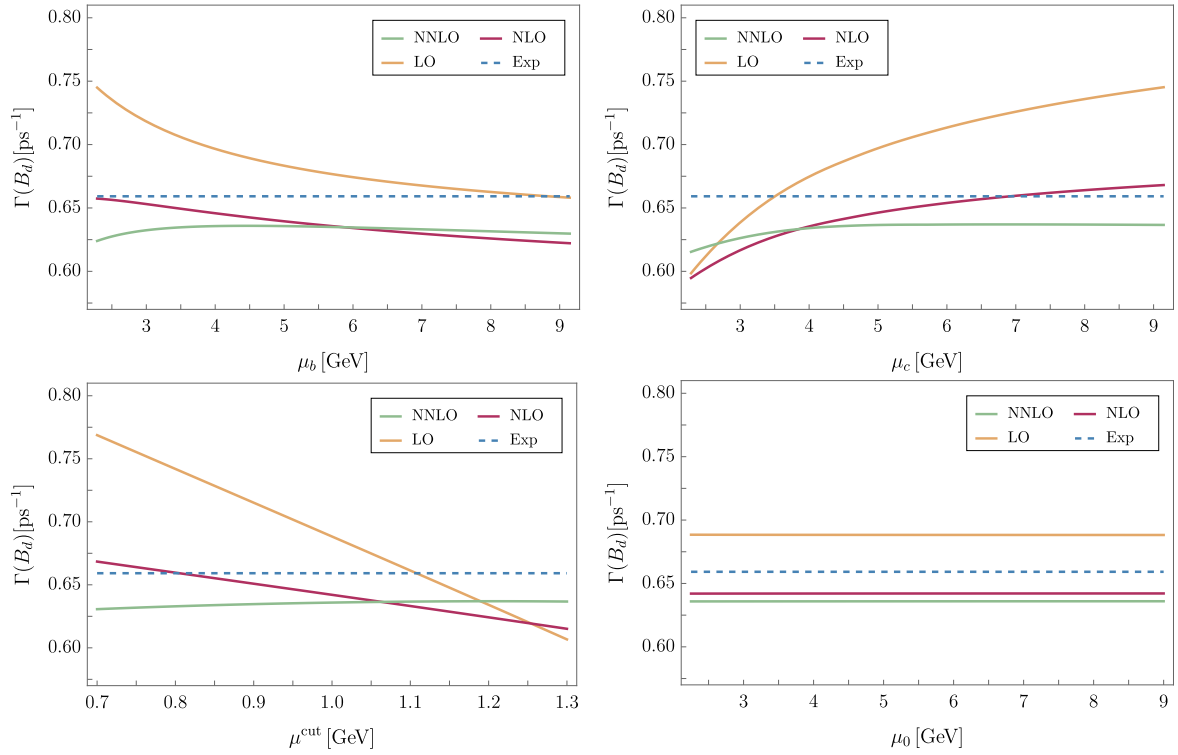 0.80
0.75
0.70
0.65
0.60
Γ(B_d)[ps⁻¹]
NNLO NLO
LO Exp
3 4 5 6 7 8 9
μ_b [GeV]
0.80
0.75
0.70
0.65
0.60
Γ(B_d)[ps⁻¹]
NNLO NLO
LO Exp
3 4 5 6 7 8 9
μ_c [GeV]
0.80
0.75
0.70
0.65
0.60
Γ(B_d)[ps⁻¹]
NNLO NLO
LO Exp
0.7 0.8 0.9 1.0 1.1 1.2 1.3
μ^cut [GeV]
0.80
0.75
0.70
0.65
0.60
Γ(B_d)[ps⁻¹]
NNLO NLO
LO Exp
3 4 5 6 7 8 9
μ_0 [GeV]